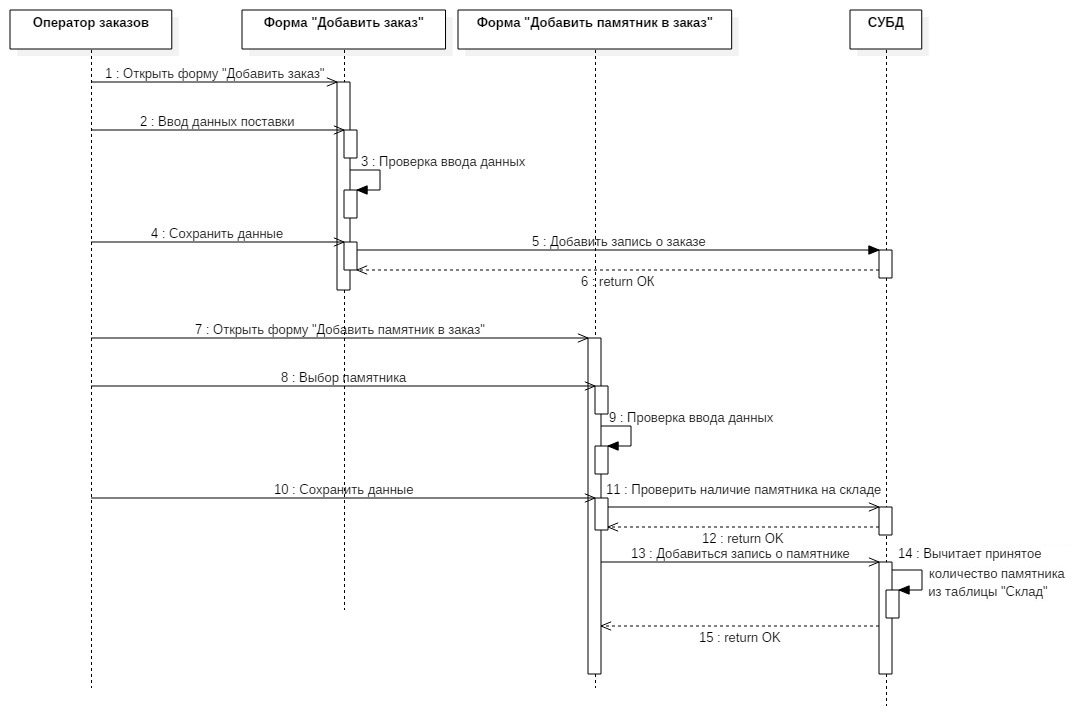 Оператор заказов
Форма "Добавить заказ"
Форма "Добавить памятник в заказ"
СУБД
1 : Открыть форму "Добавить заказ"
2 : Ввод данных поставки
3 : Проверка ввода данных
4 : Сохранить данные
5 : Добавить запись о заказе
6 : return ОК
7 : Открыть форму "Добавить памятник в заказ"
8 : Выбор памятника
9 : Проверка ввода данных
10 : Сохранить данные
11 : Проверить наличие памятника на складе
12 : return OK
13 : Добавиться запись о памятнике
14 : Вычитает принятое
количество памятника
из таблицы "Склад"
15 : return OK